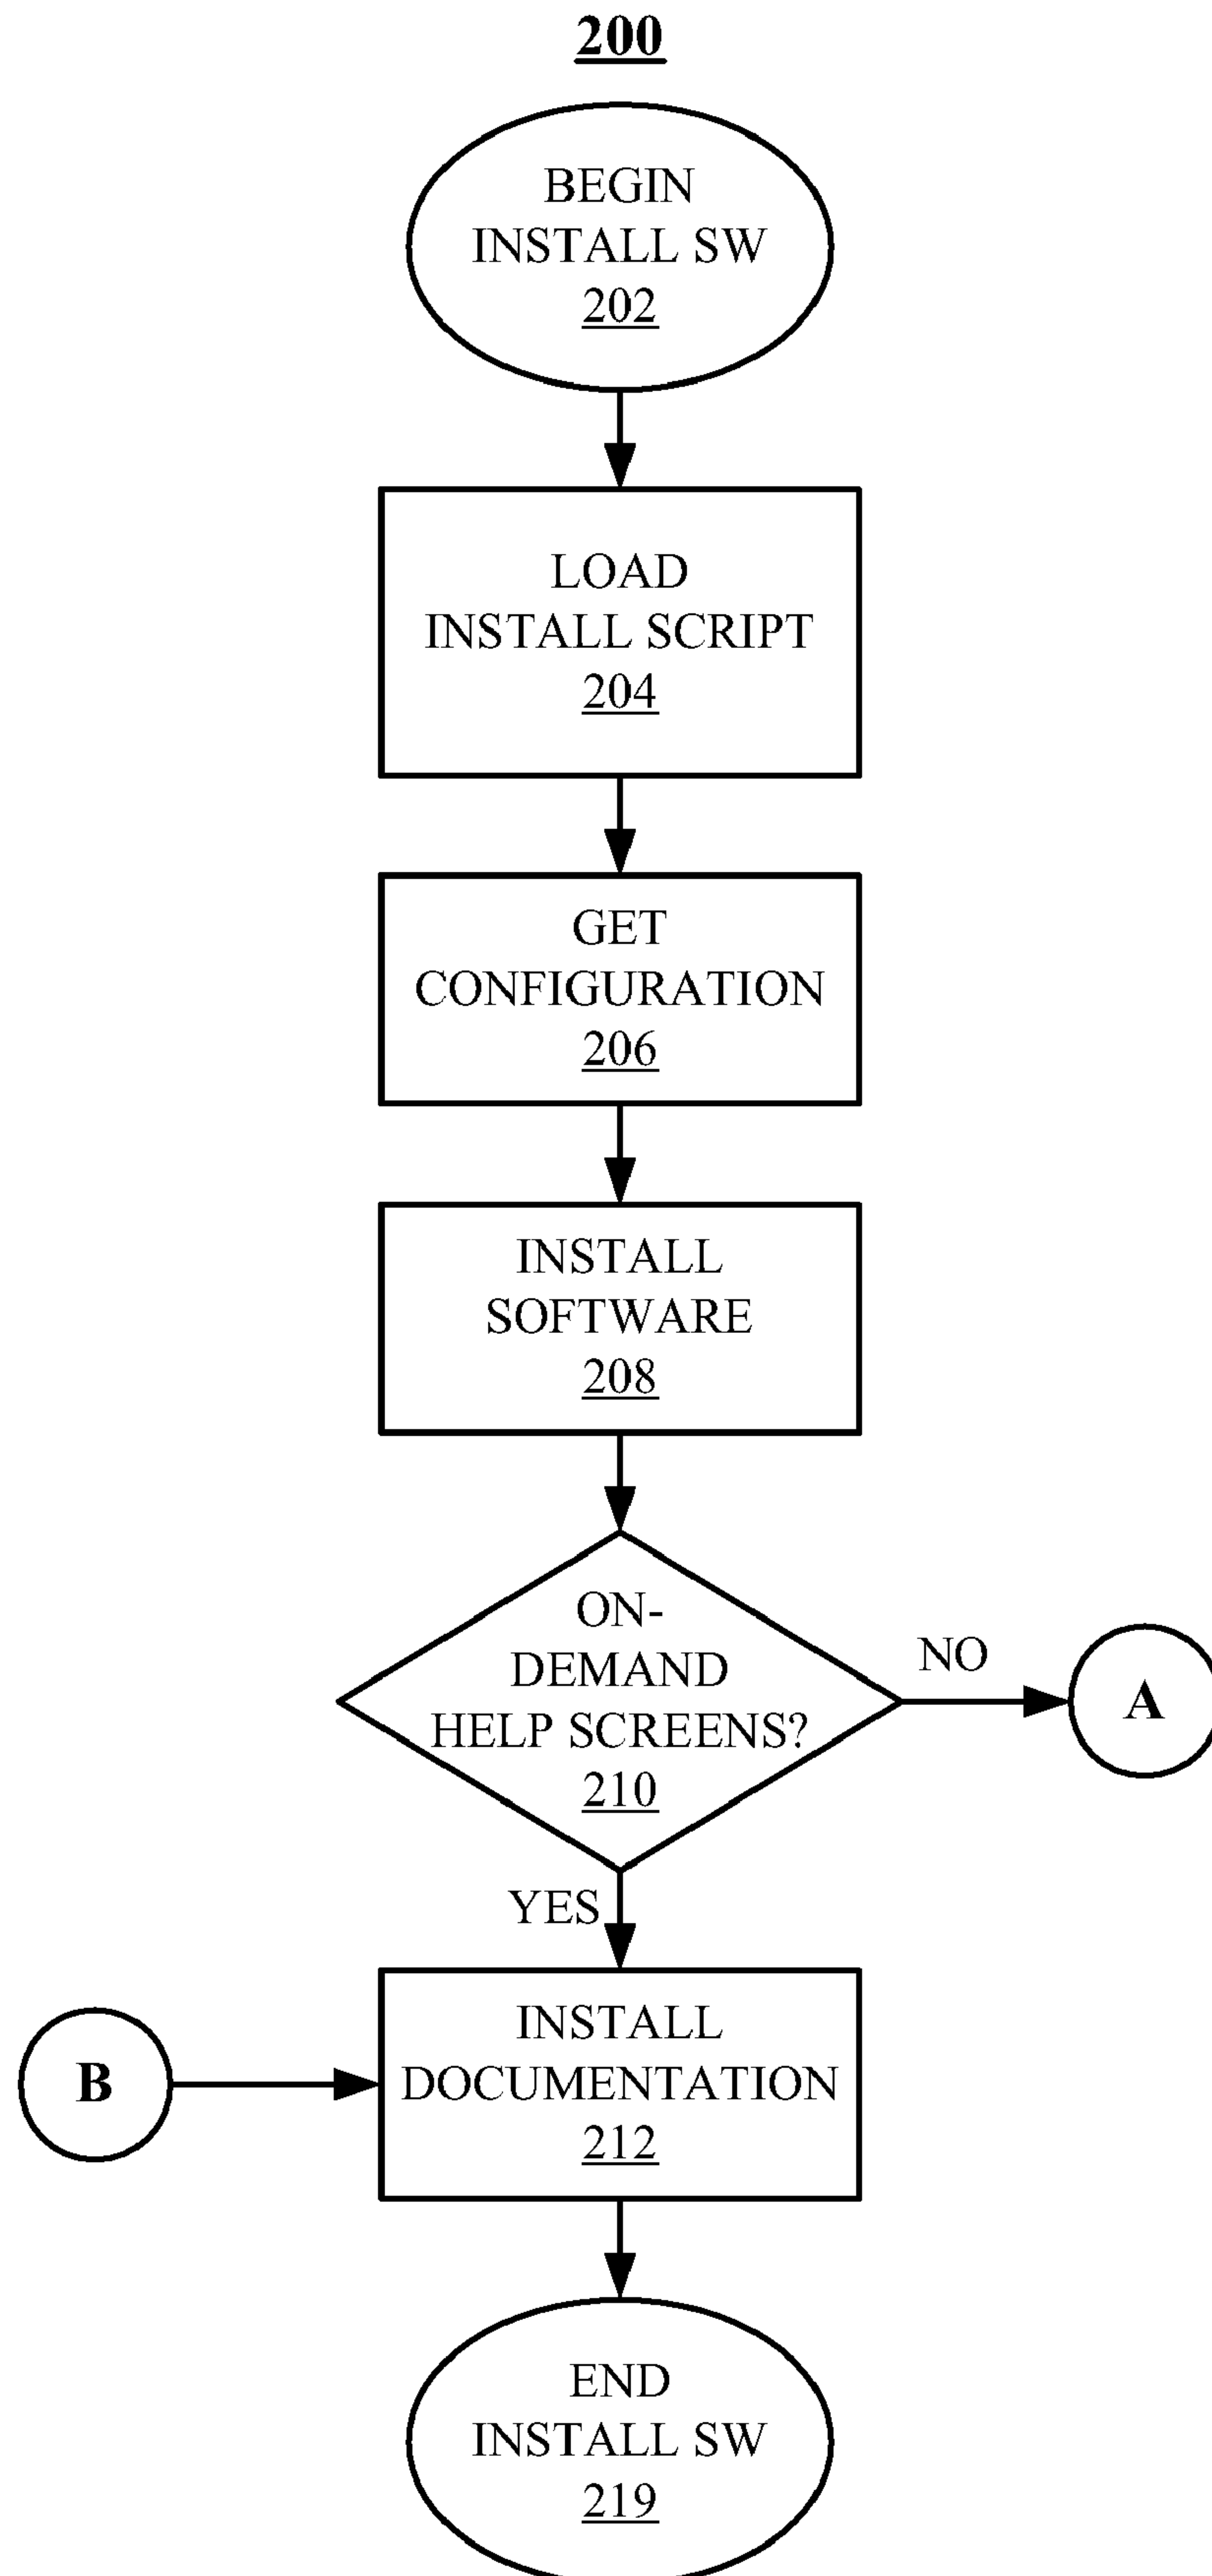 200
BEGIN
INSTALL SW
202
LOAD
INSTALL SCRIPT
204
GET
CONFIGURATION
206
INSTALL
SOFTWARE
208
ON-
DEMAND
HELP SCREENS?
210
NO
A
YES
INSTALL
DOCUMENTATION
212
B
END
INSTALL SW
219